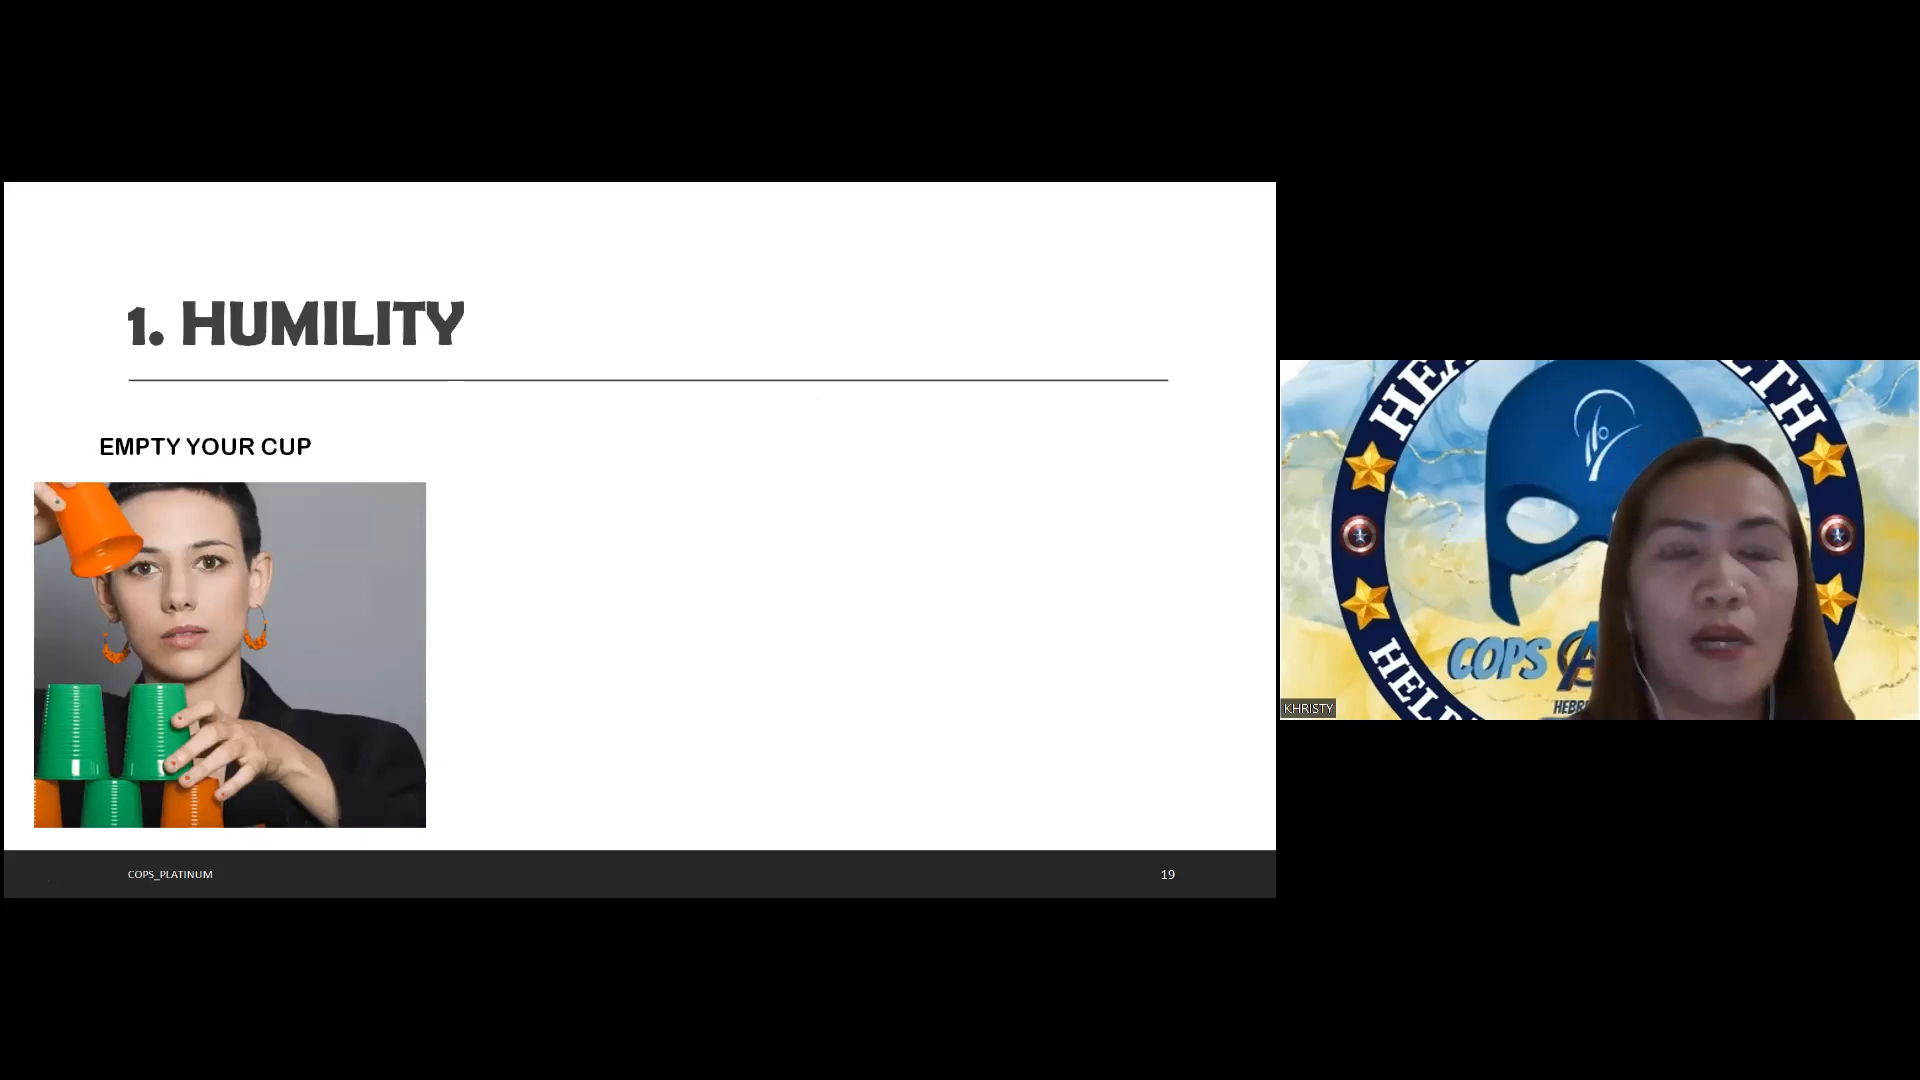 1. HUMILITY
EMPTY YOUR CUP
COPS_PLATINUM
19
COPS
KHRISTY